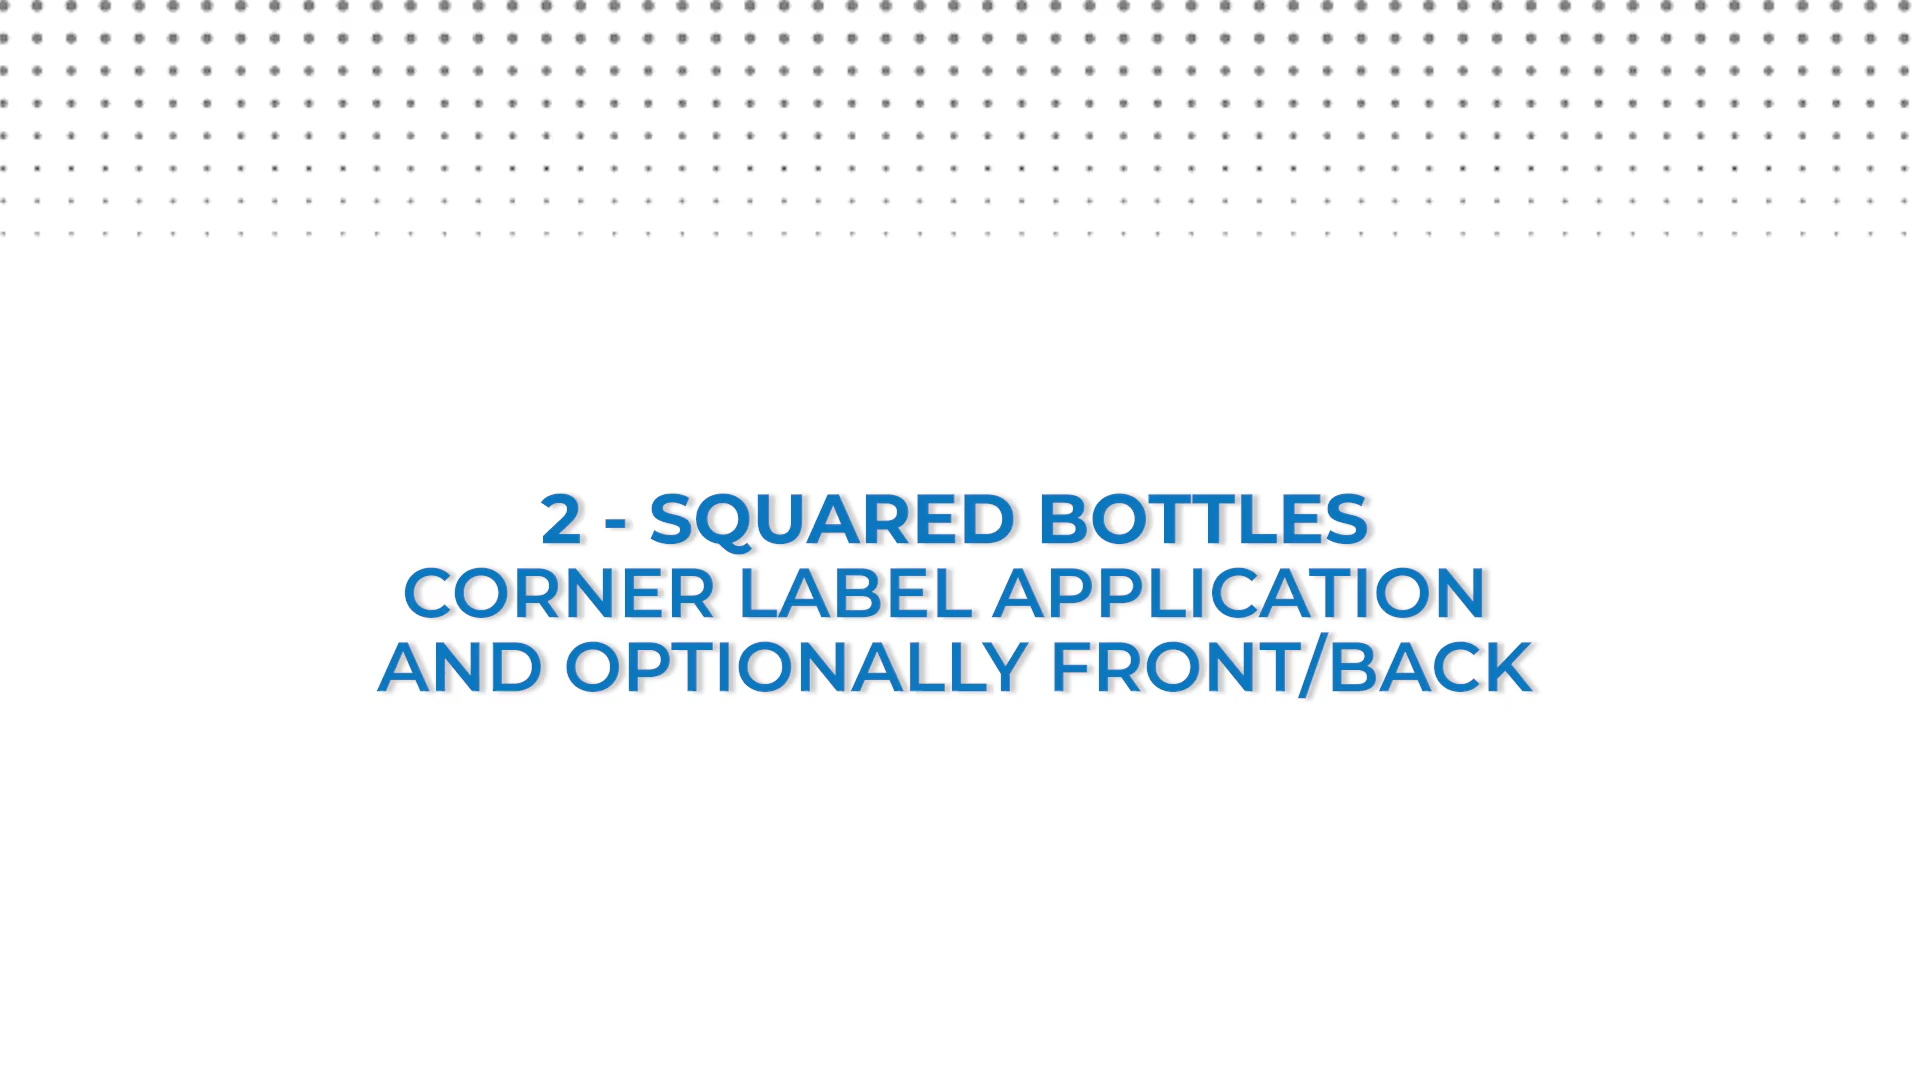 2 - SQUARED BOTTLES
CORNER LABEL APPLICATION
AND OPTIONALLY FRONT/BACK